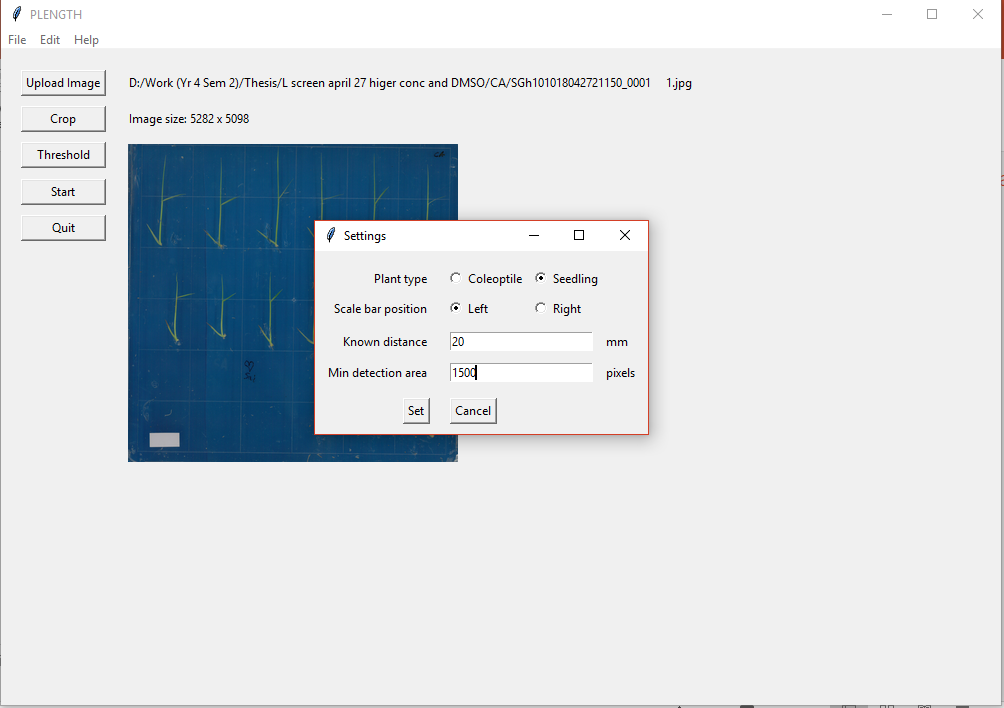 PLENGTH
File Edit Help
Upload Image D:/Work (Yr 4 Sem 2)/Thesis/L screen april 27 higer conc and DMSO/CA/SGh101018042721150_0001 1.jpg
Crop Image size: 5282 x 5098
Threshold
Start
Quit
Settings
Plant type Coleoptile Seedling
Scale bar position Left Right
Known distance 20 mm
Min detection area 1500 pixels
Set Cancel